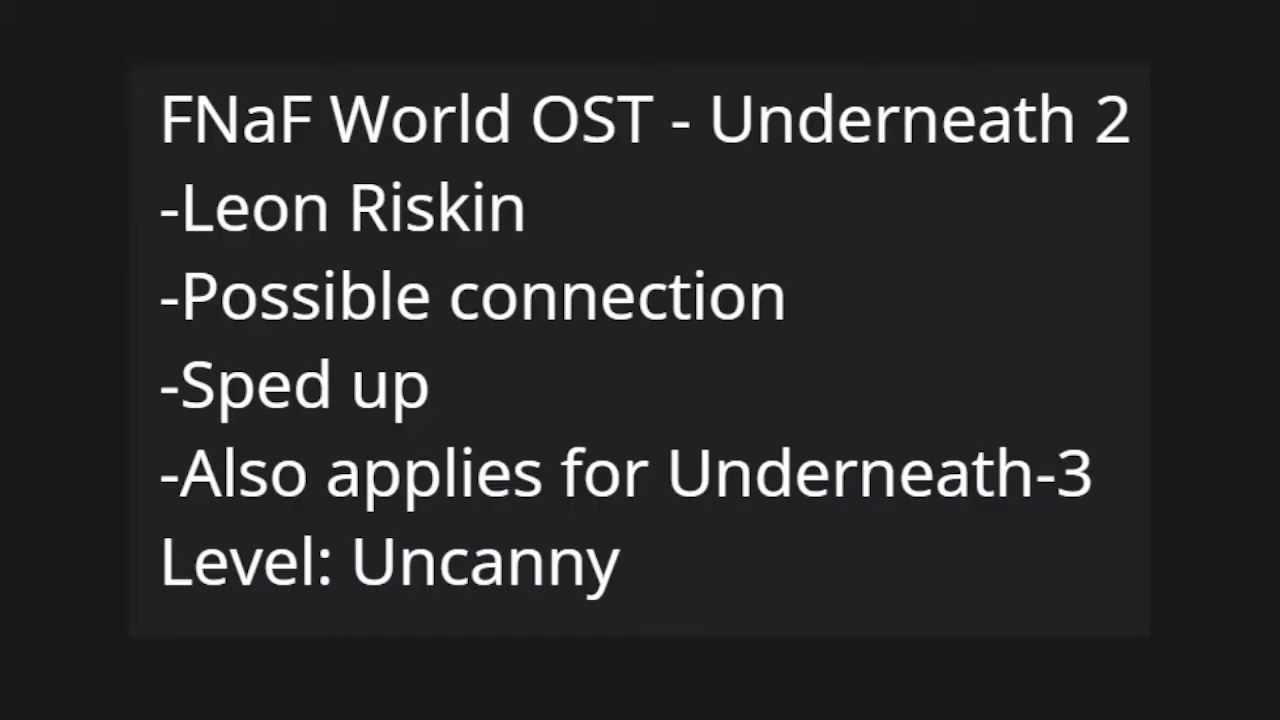 FNaF World OST - Underneath 2
-Leon Riskin
-Possible connection
-Sped up
-Also applies for Underneath-3
Level: Uncanny